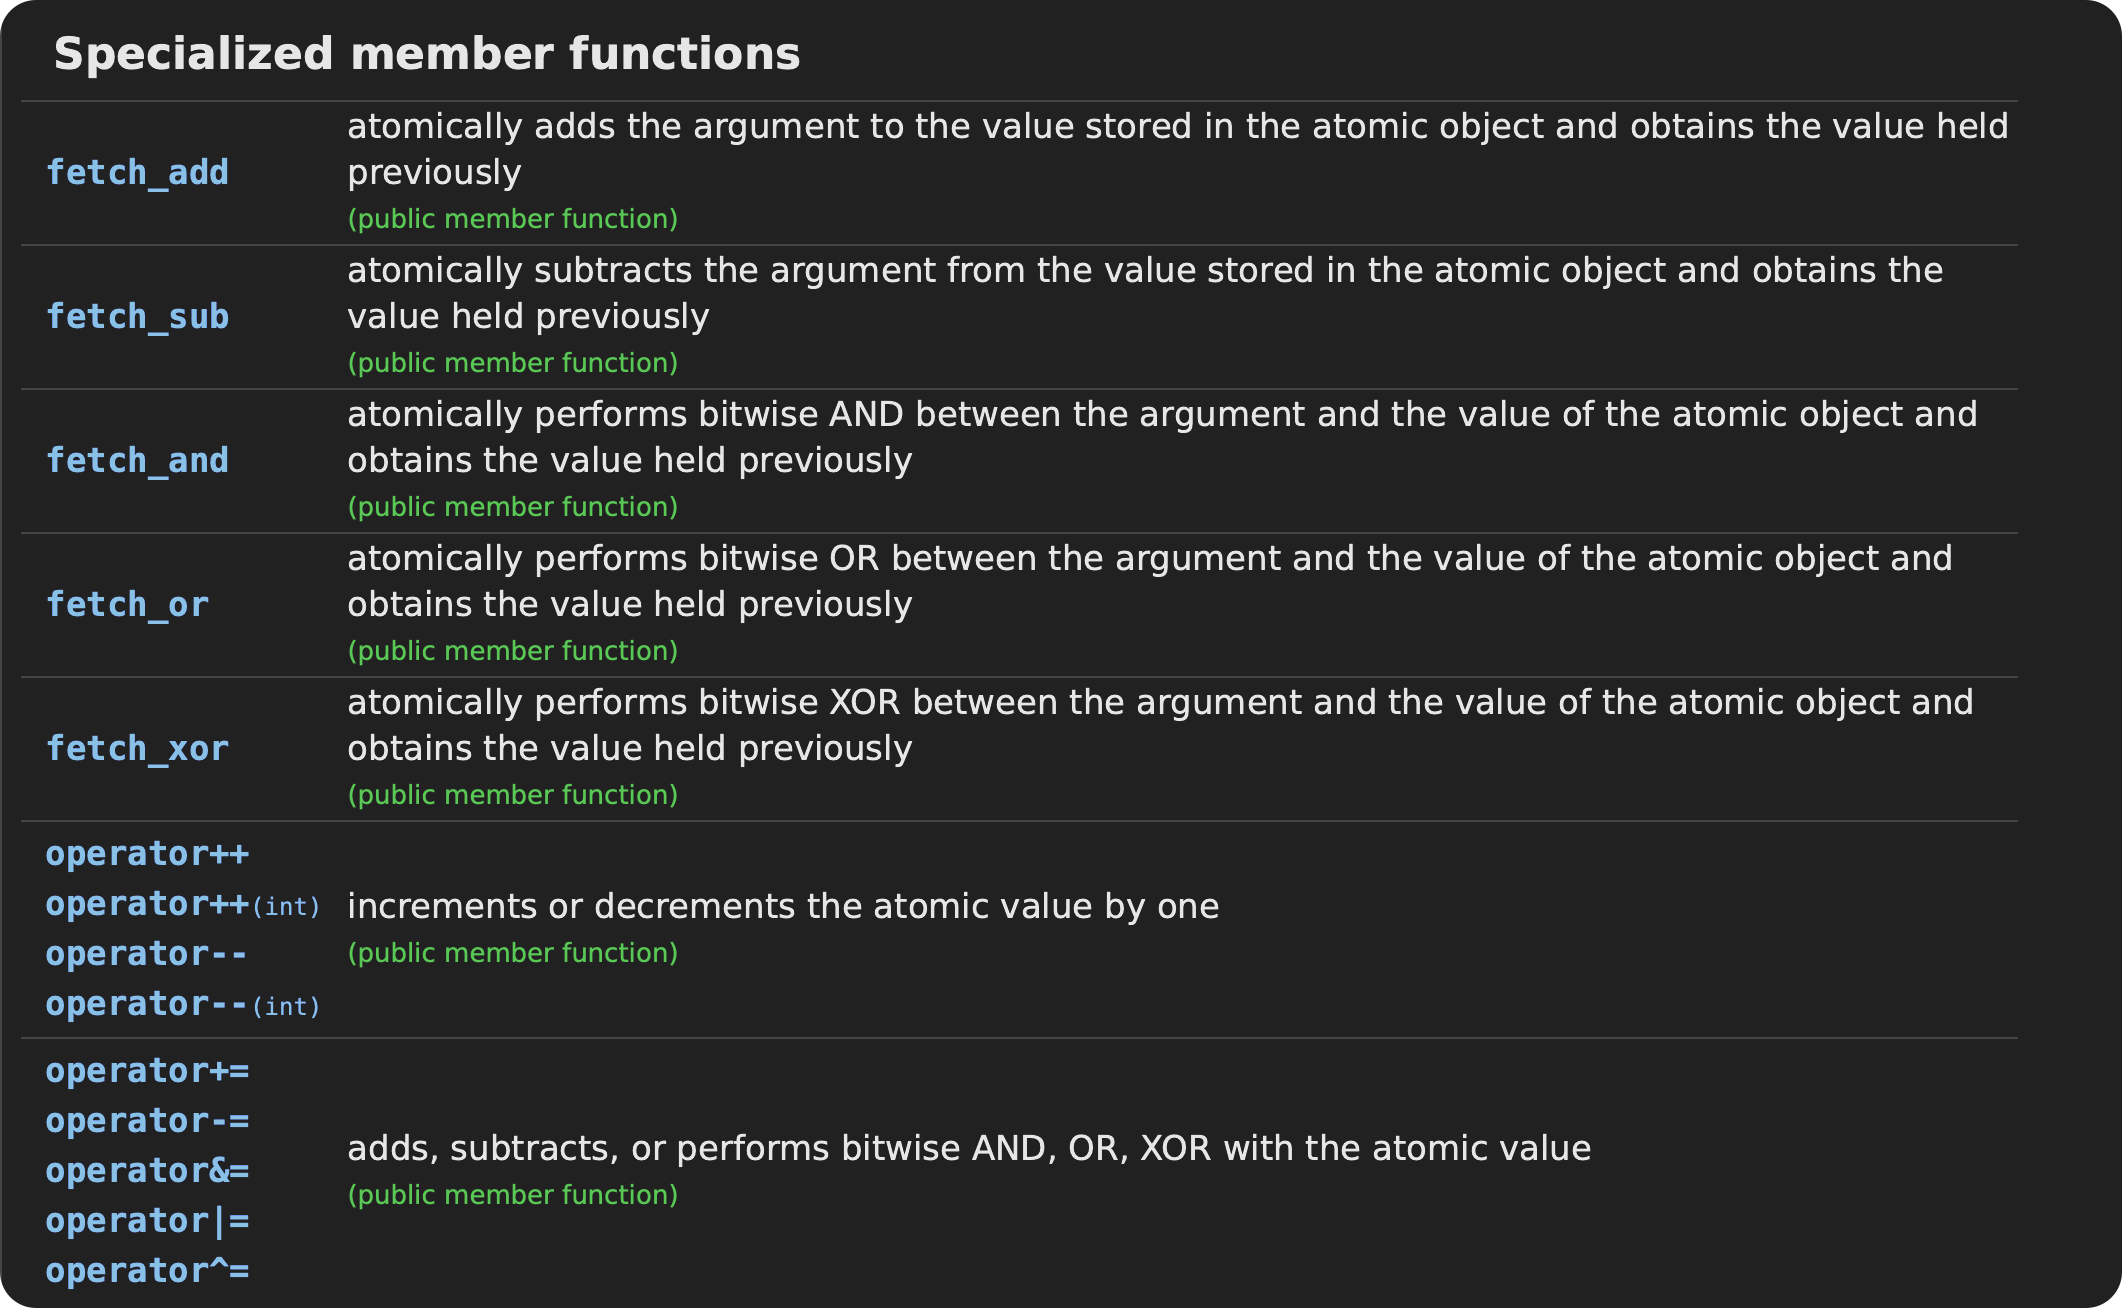 Specialized member functions
fetch_add
atomically adds the argument to the value stored in the atomic object and obtains the value held
previously
(public member function)
fetch_sub
atomically subtracts the argument from the value stored in the atomic object and obtains the
value held previously
(public member function)
fetch_and
atomically performs bitwise AND between the argument and the value of the atomic object and
obtains the value held previously
(public member function)
fetch_or
atomically performs bitwise OR between the argument and the value of the atomic object and
obtains the value held previously
(public member function)
fetch_xor
atomically performs bitwise XOR between the argument and the value of the atomic object and
obtains the value held previously
(public member function)
operator++
operator++(int)
operator--
operator--(int)
increments or decrements the atomic value by one
(public member function)
operator+=
operator-=
operator&=
operator|=
operator^=
adds, subtracts, or performs bitwise AND, OR, XOR with the atomic value
(public member function)